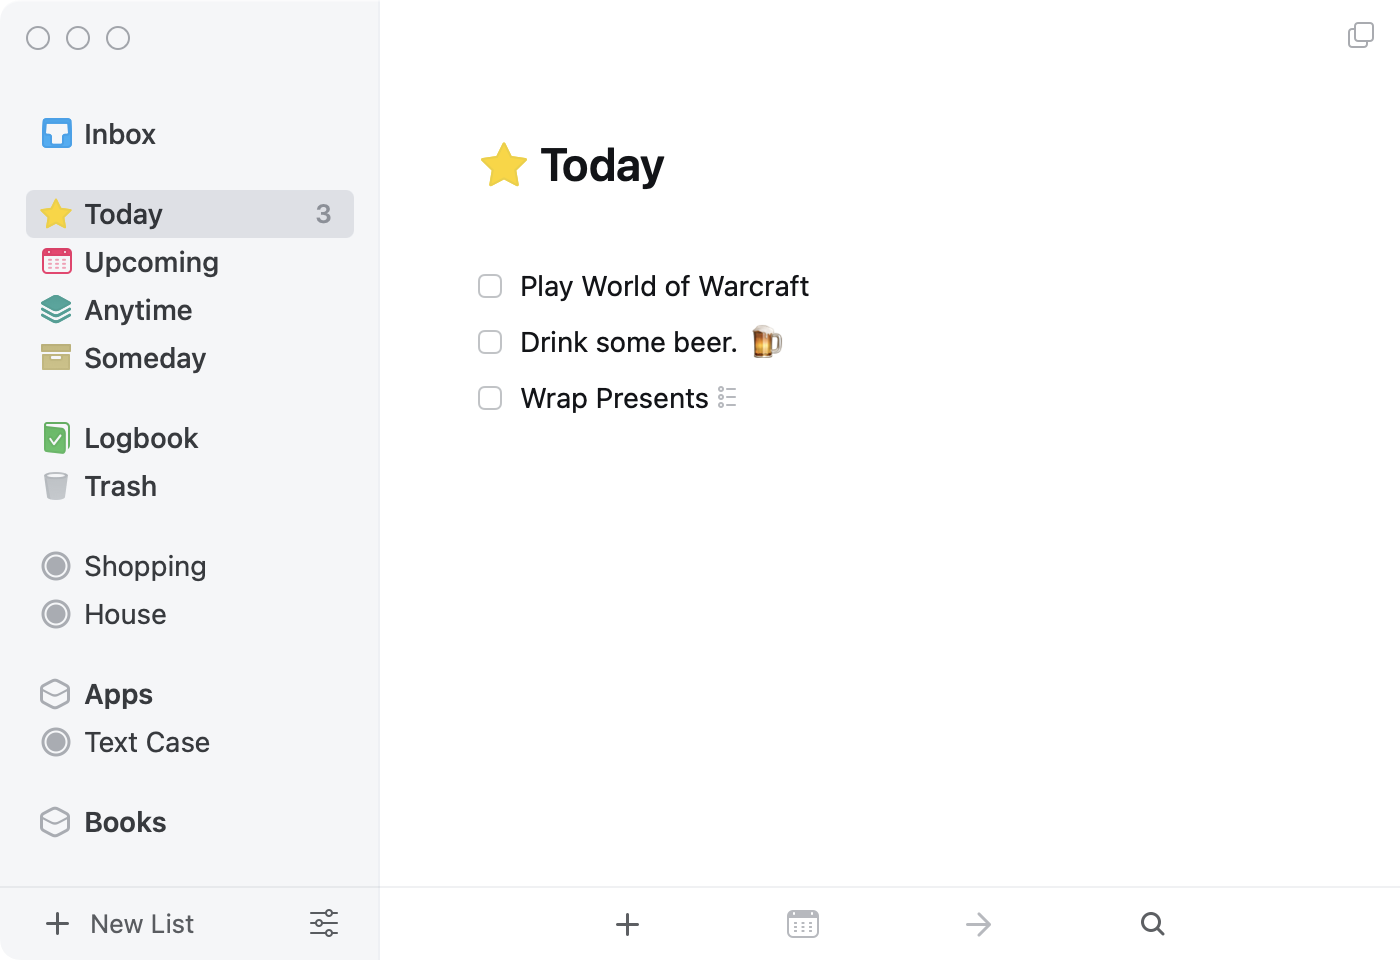 Inbox
Today 3
Upcoming
Anytime
Someday
Logbook
Trash
Shopping
House
Apps
Text Case
Books
New List
Today
Play World of Warcraft
Drink some beer. 🍺
Wrap Presents